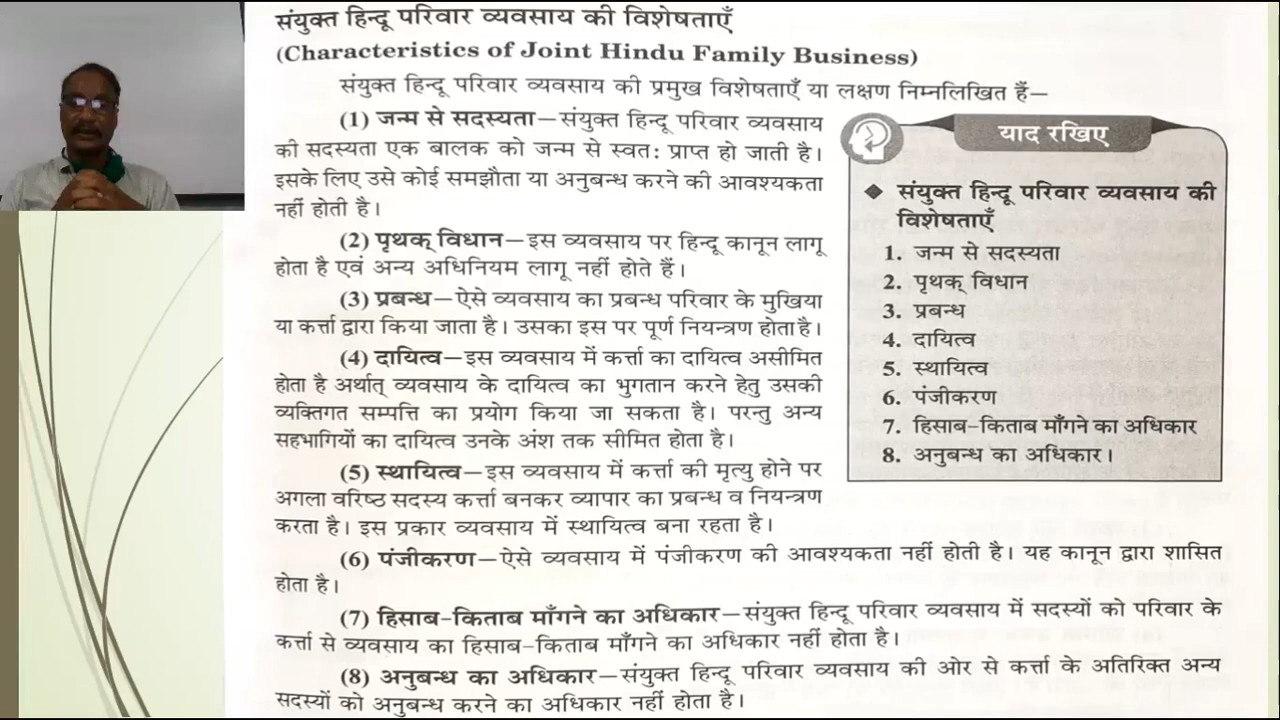 संयुक्त हिन्दू परिवार व्यवसाय की विशेषताएँ
(Characteristics of Joint Hindu Family Business)
संयुक्त हिन्दू परिवार व्यवसाय की प्रमुख विशेषताएँ या लक्षण निम्नलिखित हैं—
(1) जन्म से सदस्यता—संयुक्त हिन्दू परिवार व्यवसाय
की सदस्यता एक बालक को जन्म से स्वतः प्राप्त हो जाती है।
इसके लिए उसे कोई समझौता या अनुबन्ध करने की आवश्यकता
नहीं होती है।
(2) पृथक् विधान—इस व्यवसाय पर हिन्दू कानून लागू
होता है एवं अन्य अधिनियम लागू नहीं होते हैं।
(3) प्रबन्ध—ऐसे व्यवसाय का प्रबन्ध परिवार के मुखिया
या कर्त्ता द्वारा किया जाता है। उसका इस पर पूर्ण नियन्त्रण होता है।
(4) दायित्व—इस व्यवसाय में कर्त्ता का दायित्व असीमित
होता है अर्थात् व्यवसाय के दायित्व का भुगतान करने हेतु उसकी
व्यक्तिगत सम्पत्ति का प्रयोग किया जा सकता है। परन्तु अन्य
सहभागियों का दायित्व उनके अंश तक सीमित होता है।
(5) स्थायित्व—इस व्यवसाय में कर्त्ता की मृत्यु होने पर
अगला वरिष्ठ सदस्य कर्त्ता बनकर व्यापार का प्रबन्ध व नियन्त्रण
करता है। इस प्रकार व्यवसाय में स्थायित्व बना रहता है।
(6) पंजीकरण—ऐसे व्यवसाय में पंजीकरण की आवश्यकता नहीं होती है। यह कानून द्वारा शासित
होता है।
(7) हिसाब-किताब माँगने का अधिकार—संयुक्त हिन्दू परिवार व्यवसाय में सदस्यों को परिवार के
कर्त्ता से व्यवसाय का हिसाब-किताब माँगने का अधिकार नहीं होता है।
(8) अनुबन्ध का अधिकार—संयुक्त हिन्दू परिवार व्यवसाय की ओर से कर्त्ता के अतिरिक्त अन्य
सदस्यों को अनुबन्ध करने का अधिकार नहीं होता है।
याद रखिए
❖ संयुक्त हिन्दू परिवार व्यवसाय की
विशेषताएँ
1. जन्म से सदस्यता
2. पृथक् विधान
3. प्रबन्ध
4. दायित्व
5. स्थायित्व
6. पंजीकरण
7. हिसाब-किताब माँगने का अधिकार
8. अनुबन्ध का अधिकार।